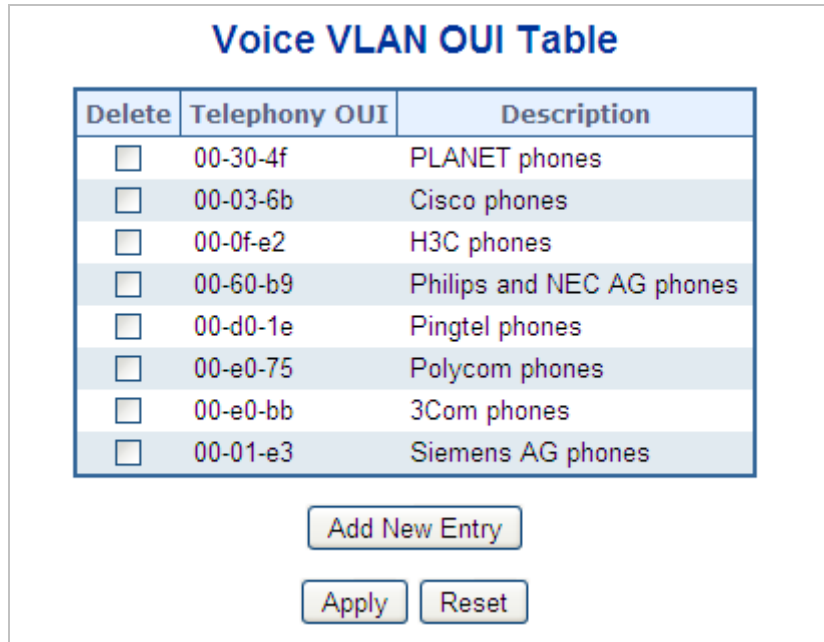 Voice VLAN OUI Table
Delete Telephony OUI Description
00-30-4f PLANET phones
00-03-6b Cisco phones
00-0f-e2 H3C phones
00-60-b9 Philips and NEC AG phones
00-d0-1e Pingtel phones
00-e0-75 Polycom phones
00-e0-bb 3Com phones
00-01-e3 Siemens AG phones
Add New Entry
Apply Reset